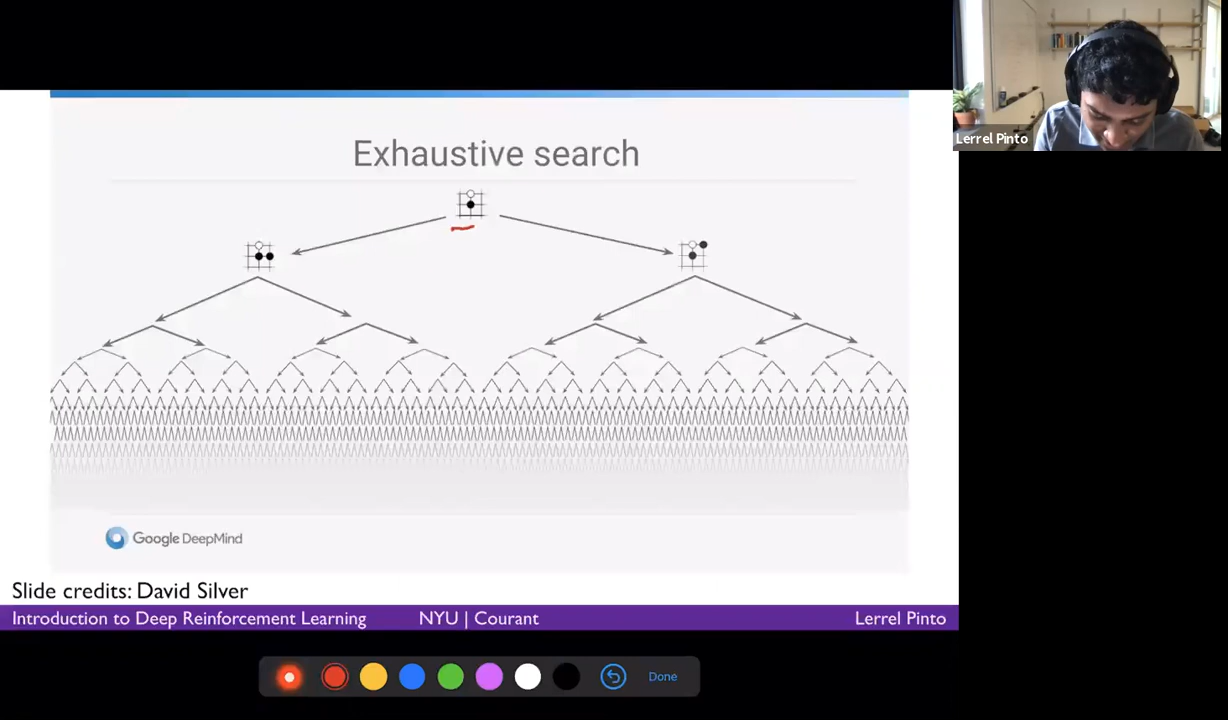 Lerrel Pinto
Exhaustive search
Google DeepMind
Slide credits: David Silver
Introduction to Deep Reinforcement Learning
NYU | Courant
Lerrel Pinto
Done